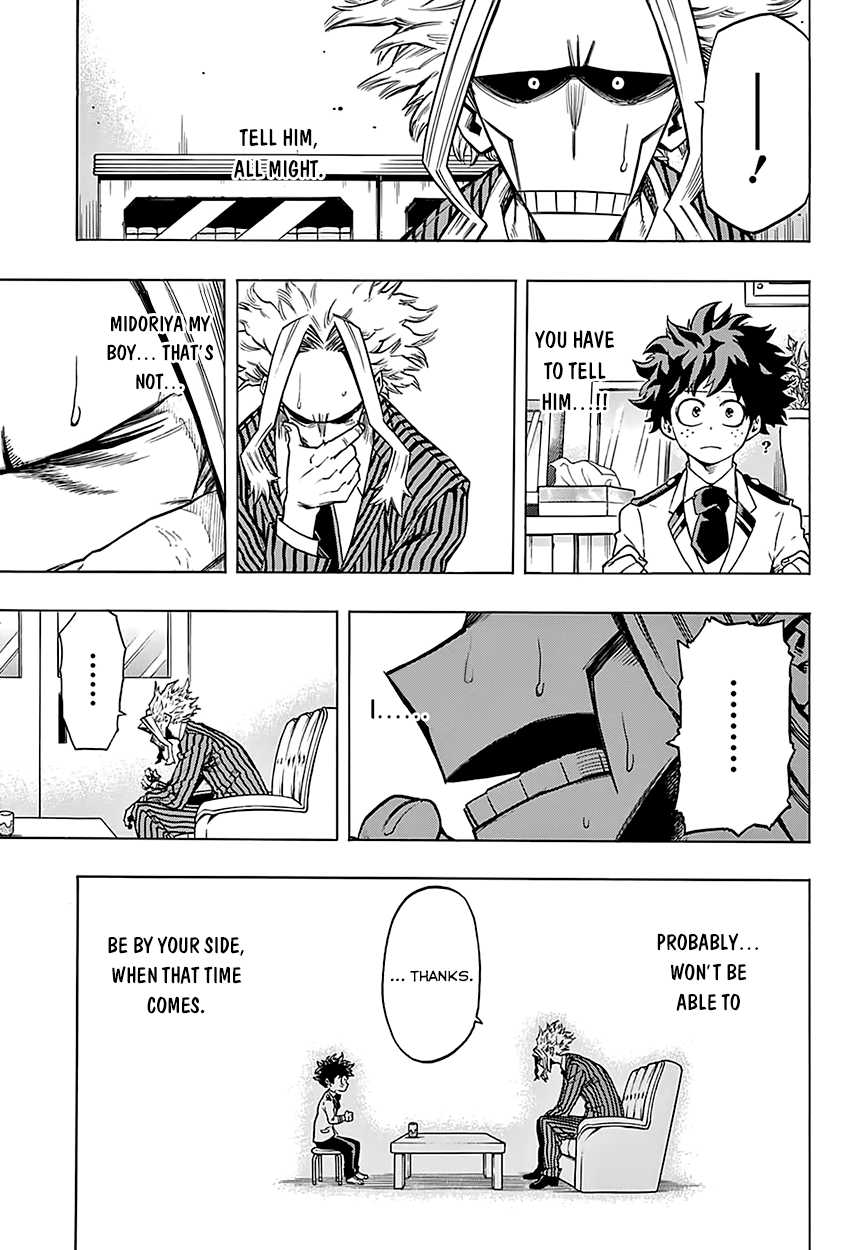 !
TELL HIM,
ALL MIGHT.
YOU HAVE
TO TELL
HIM...!!
?
MIDORIYA MY
BOY... THAT'S
NOT...
.......
I......
......
PROBABLY...
WON'T BE
ABLE TO
... THANKS.
BE BY YOUR SIDE,
WHEN THAT TIME
COMES.